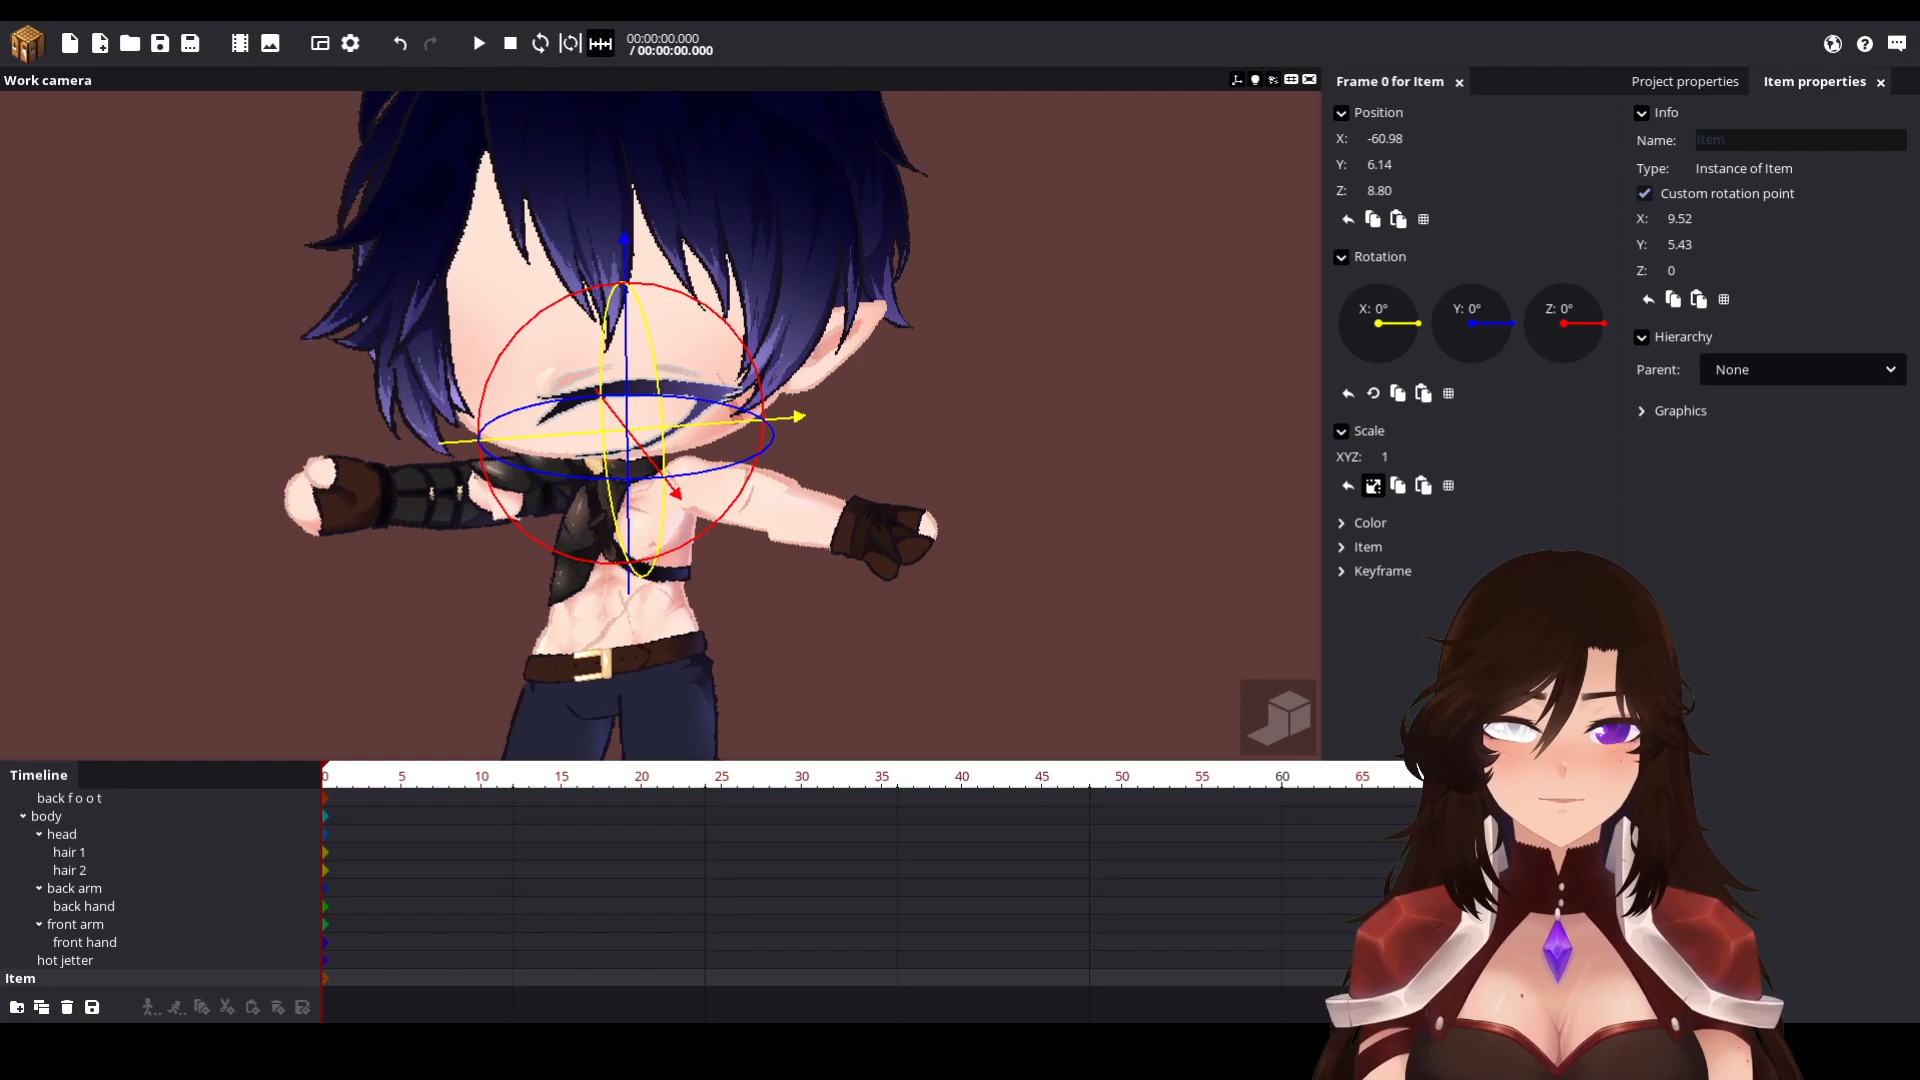 00:00:00.000
/ 00:00:00.000
Work camera
Frame 0 for Item
Project properties
Item properties
Position
X: -60.98
Y: 6.14
Z: 8.80
Rotation
X: 0°
Y: 0°
Z: 0°
Scale
XYZ: 1
Color
Item
Keyframe
Info
Name: Item
Type: Instance of Item
Custom rotation point
X: 9.52
Y: 5.43
Z: 0
Hierarchy
Parent: None
Graphics
Timeline
0 5 10 15 20 25 30 35 40 45 50 55 60 65
back f o o t
body
head
hair 1
hair 2
back arm
back hand
front arm
front hand
hot jetter
Item